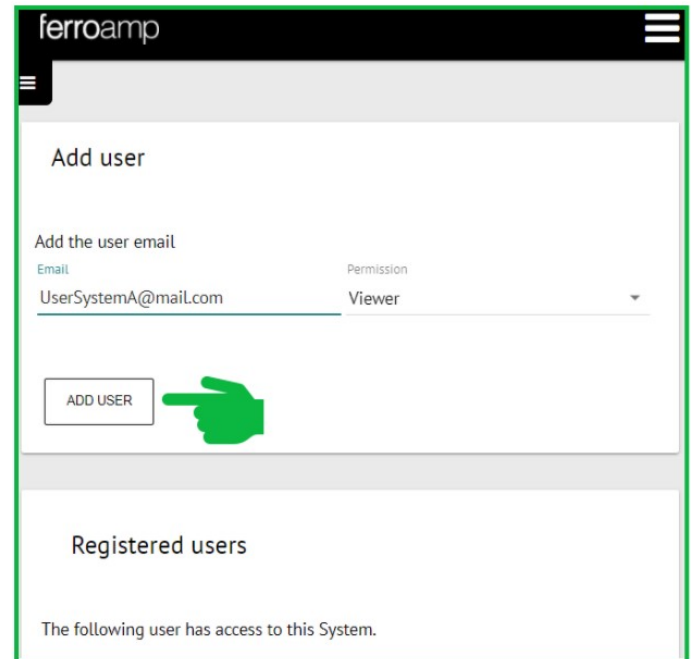 ferroamp
Add user
Add the user email
Email
Permission
UserSystemA@mail.com
Viewer
ADD USER
Registered users
The following user has access to this System.